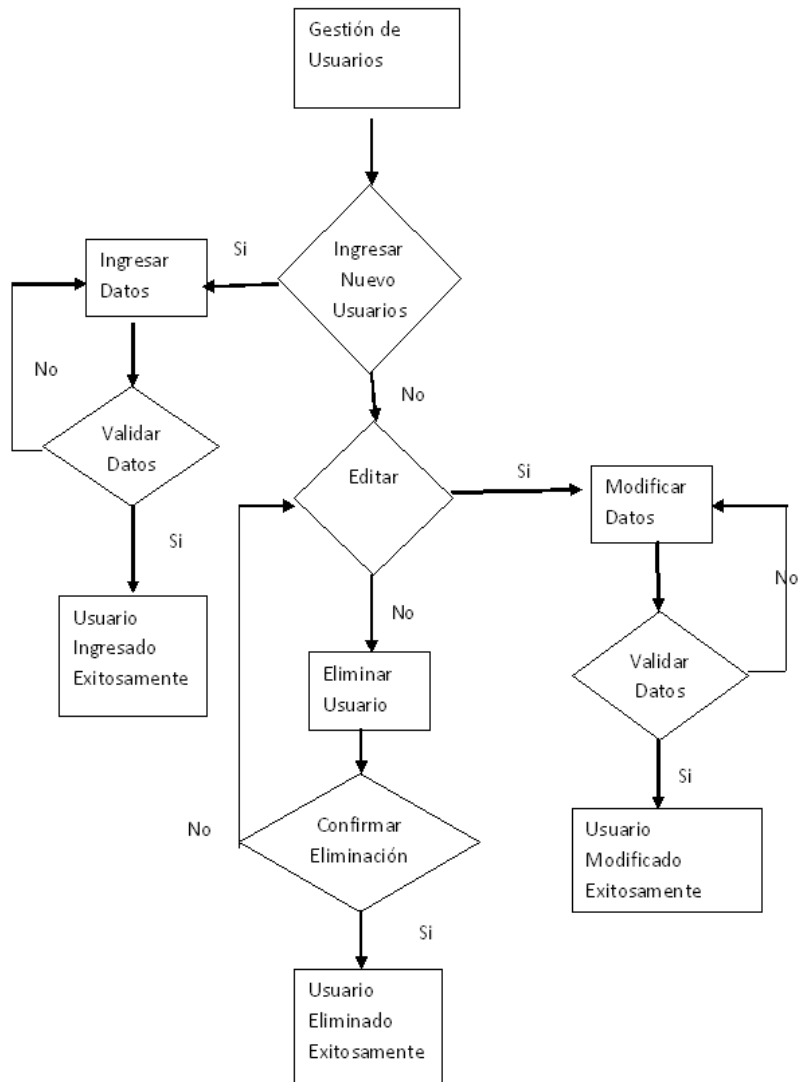 Gestión de
Usuarios
Ingresar
Nuevo
Usuarios
Si
Ingresar
Datos
No
Validar
Datos
Si
Usuario
Ingresado
Exitosamente
No
Editar
Si
Modificar
Datos
No
Validar
Datos
Si
Usuario
Modificado
Exitosamente
No
Eliminar
Usuario
No
Confirmar
Eliminación
Si
Usuario
Eliminado
Exitosamente